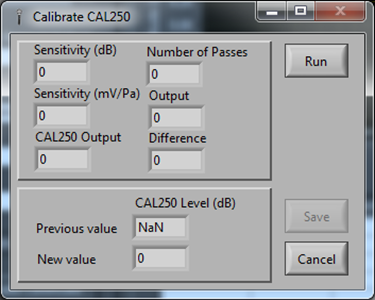 Calibrate CAL250
Sensitivity (dB)
0
Number of Passes
0
Run
Sensitivity (mV/Pa)
0
Output
0
CAL250 Output
0
Difference
0
CAL250 Level (dB)
Previous value NaN
New value 0
Save
Cancel